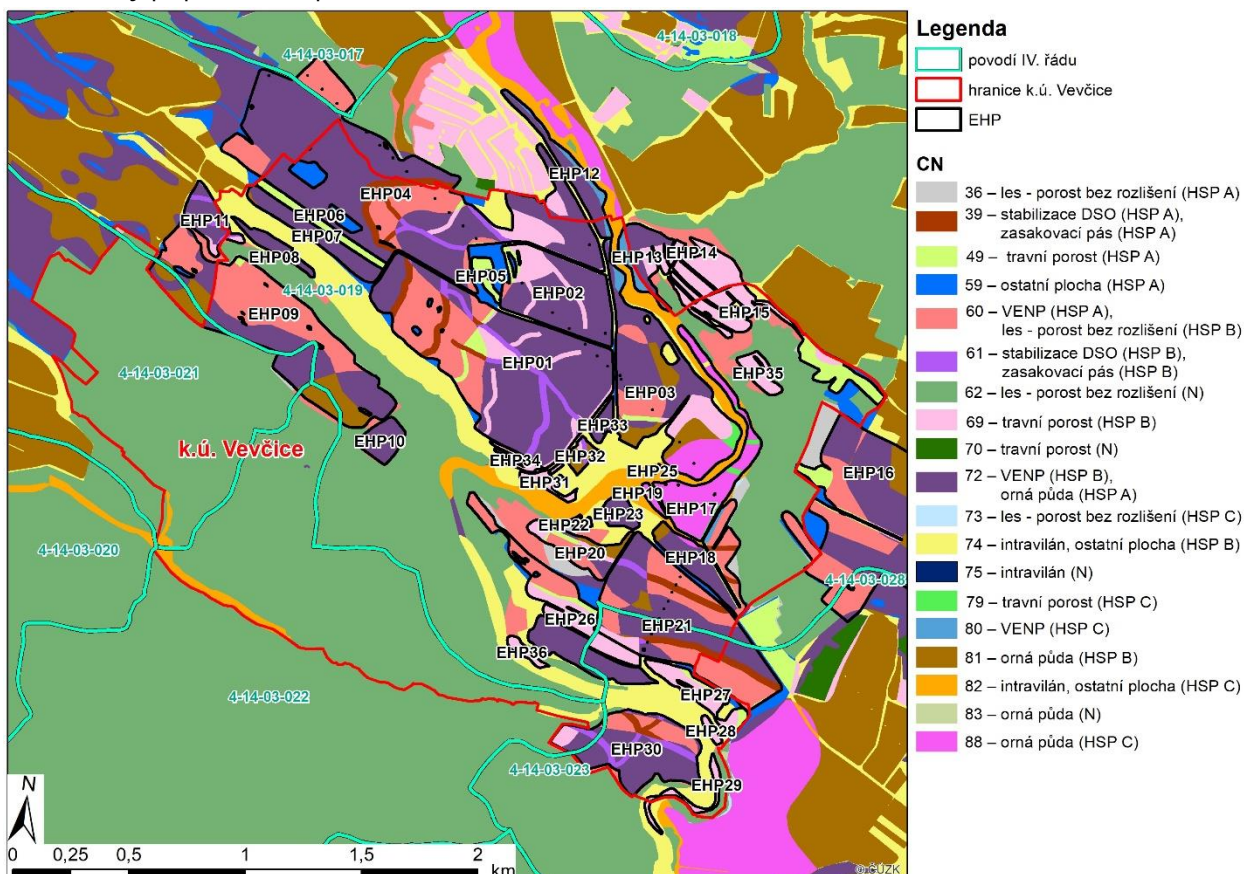 4-14-03-017
4-14-03-018
EHP12
EHP04
EHP11
EHP06
EHP07
EHP08
EHP13
EHP14
4-14-03-019
EHP05
EHP02
EHP15
EHP09
EHP01
EHP35
4-14-03-021
EHP03
EHP33
EHP10
k.ú. Vevčice
EHP34
EHP32
EHP25
EHP16
EHP31
EHP19
EHP17
EHP23
EHP22
4-14-03-020
EHP20
EHP18
4-14-03-028
EHP26
EHP21
EHP36
4-14-03-022
EHP27
EHP28
EHP30
4-14-03-023
EHP29
N
0 0,25 0,5 1 1,5 2
km
© ČÚZK
Legenda
povodí IV. řádu
hranice k.ú. Vevčice
EHP
CN
36 – les - porost bez rozlišení (HSP A)
39 – stabilizace DSO (HSP A),
zasakovací pás (HSP A)
49 – travní porost (HSP A)
59 – ostatní plocha (HSP A)
60 – VENP (HSP A),
les - porost bez rozlišení (HSP B)
61 – stabilizace DSO (HSP B),
zasakovací pás (HSP B)
62 – les - porost bez rozlišení (N)
69 – travní porost (HSP B)
70 – travní porost (N)
72 – VENP (HSP B),
orná půda (HSP A)
73 – les - porost bez rozlišení (HSP C)
74 – intravilán, ostatní plocha (HSP B)
75 – intravilán (N)
79 – travní porost (HSP C)
80 – VENP (HSP C)
81 – orná půda (HSP B)
82 – intravilán, ostatní plocha (HSP C)
83 – orná půda (N)
88 – orná půda (HSP C)